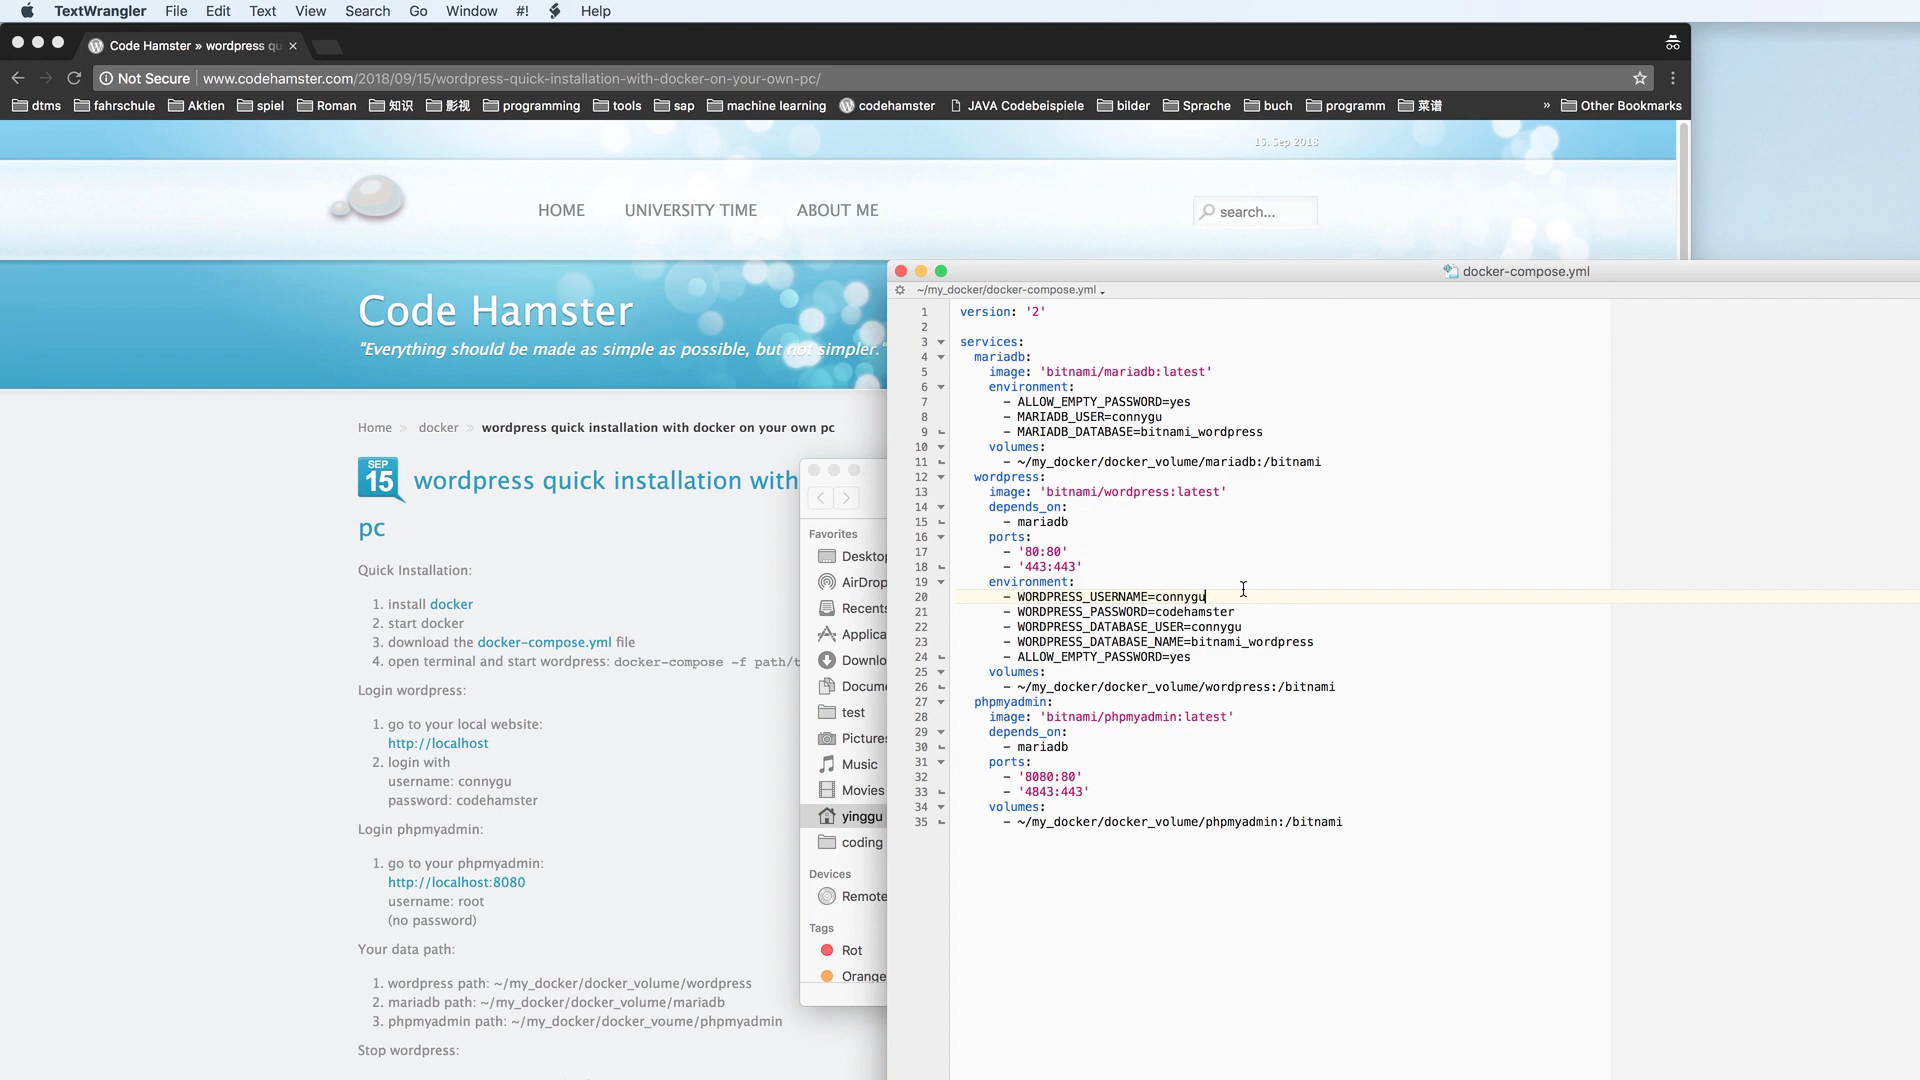 TextWrangler File Edit Text View Search Go Window #! Help
Code Hamster » wordpress qu
Not Secure www.codehamster.com/2018/09/15/wordpress-quick-installation-with-docker-on-your-own-pc/
dtms fahrschule Aktien spiel Roman 知识 影视 programming tools sap machine learning codehamster JAVA Codebeispiele bilder Sprache buch programm 菜谱 » Other Bookmarks
15. Sep 2018
HOME UNIVERSITY TIME ABOUT ME
search...
Code Hamster
"Everything should be made as simple as possible, but not simpler."
Home » docker » wordpress quick installation with docker on your own pc
SEP
15
wordpress quick installation with
pc
Quick Installation:
1. install docker
2. start docker
3. download the docker-compose.yml file
4. open terminal and start wordpress: docker-compose -f path/t
Login wordpress:
1. go to your local website:
http://localhost
2. login with
username: connygu
password: codehamster
Login phpmyadmin:
1. go to your phpmyadmin:
http://localhost:8080
username: root
(no password)
Your data path:
1. wordpress path: ~/my_docker/docker_volume/wordpress
2. mariadb path: ~/my_docker/docker_volume/mariadb
3. phpmyadmin path: ~/my_docker/docker_voume/phpmyadmin
Stop wordpress:
Favorites
Desktop
AirDrop
Recents
Applica
Downlo
Docume
test
Pictures
Music
Movies
yinggu
coding
Devices
Remote
Tags
Rot
Orange
docker-compose.yml
~/my_docker/docker-compose.yml
1 version: '2'
2
3 services:
4 mariadb:
5 image: 'bitnami/mariadb:latest'
6 environment:
7 - ALLOW_EMPTY_PASSWORD=yes
8 - MARIADB_USER=connygu
9 - MARIADB_DATABASE=bitnami_wordpress
10 volumes:
11 - ~/my_docker/docker_volume/mariadb:/bitnami
12 wordpress:
13 image: 'bitnami/wordpress:latest'
14 depends_on:
15 - mariadb
16 ports:
17 - '80:80'
18 - '443:443'
19 environment:
20 - WORDPRESS_USERNAME=connygu
21 - WORDPRESS_PASSWORD=codehamster
22 - WORDPRESS_DATABASE_USER=connygu
23 - WORDPRESS_DATABASE_NAME=bitnami_wordpress
24 - ALLOW_EMPTY_PASSWORD=yes
25 volumes:
26 - ~/my_docker/docker_volume/wordpress:/bitnami
27 phpmyadmin:
28 image: 'bitnami/phpmyadmin:latest'
29 depends_on:
30 - mariadb
31 ports:
32 - '8080:80'
33 - '4843:443'
34 volumes:
35 - ~/my_docker/docker_volume/phpmyadmin:/bitnami